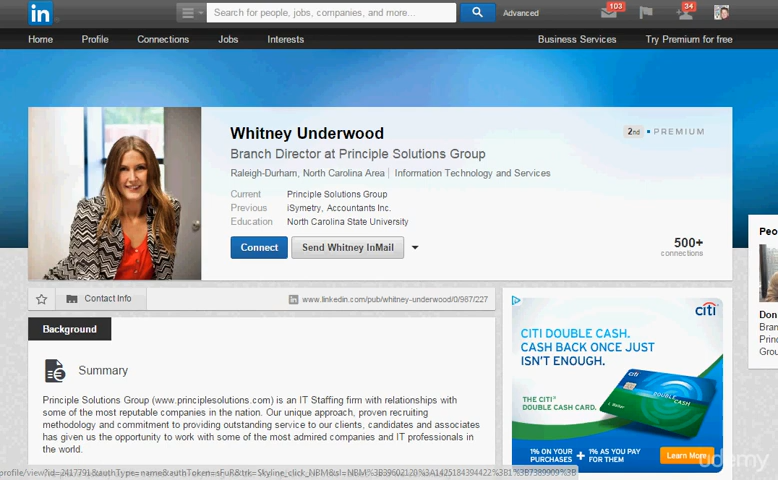 in
Search for people, jobs, companies, and more...
Advanced
103
34
Home Profile Connections Jobs Interests Business Services Try Premium for free
Whitney Underwood
2nd PREMIUM
Branch Director at Principle Solutions Group
Raleigh-Durham, North Carolina Area | Information Technology and Services
Current Principle Solutions Group
Previous iSymetry, Accountants Inc.
Education North Carolina State University
Connect Send Whitney InMail
500+
connections
Peo
Don
Bran
Princ
Grou
Contact Info
in www.linkedin.com/pub/whitney-underwood/0/987/227
Background
Summary
Principle Solutions Group (www.principlesolutions.com) is an IT Staffing firm with relationships with
some of the most reputable companies in the nation. Our unique approach, proven recruiting
methodology and commitment to providing outstanding service to our clients, candidates and associates
has given us the opportunity to work with some of the most admired companies and IT professionals in
the world.
citi
CITI DOUBLE CASH.
CASH BACK ONCE JUST
ISN'T ENOUGH.
THE CITI®
DOUBLE CASH CARD.
citi
DOUBLE CASH
1% ON YOUR PURCHASES + 1% AS YOU PAY FOR THEM
Learn More
udemy